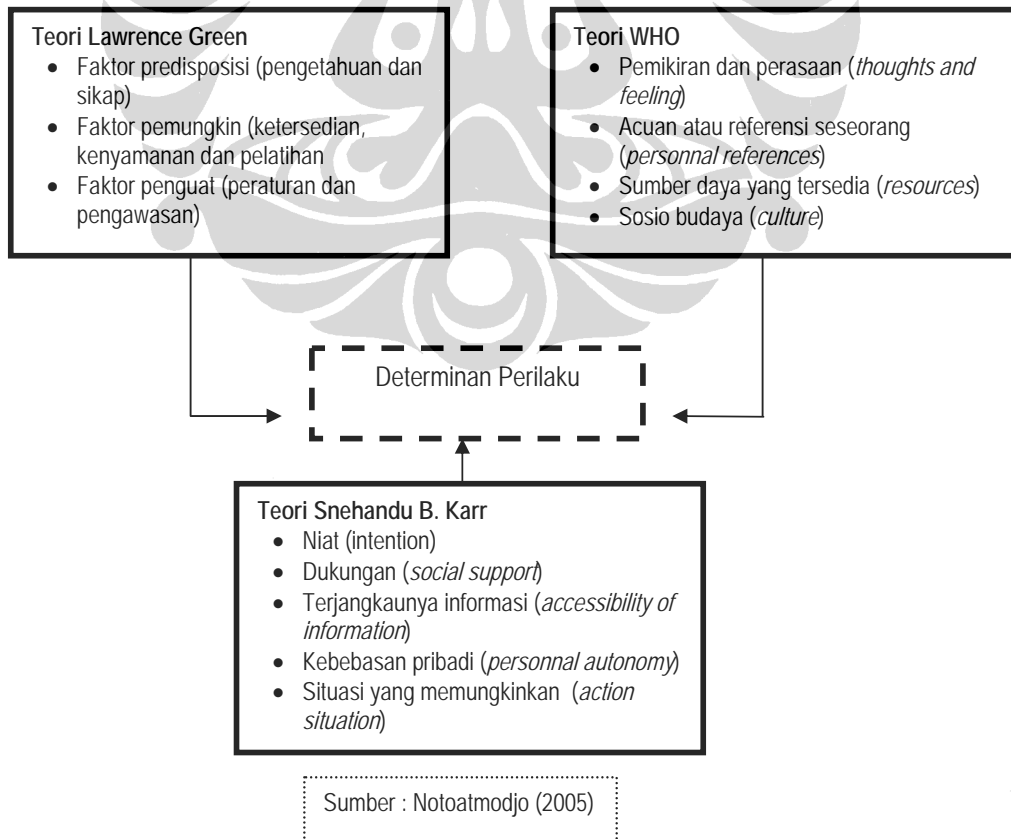 Teori Lawrence Green
• Faktor predisposisi (pengetahuan dan
sikap)
• Faktor pemungkin (ketersedian,
kenyamanan dan pelatihan
• Faktor penguat (peraturan dan
pengawasan)
Teori WHO
• Pemikiran dan perasaan (thoughts and
feeling)
• Acuan atau referensi seseorang
(personnal references)
• Sumber daya yang tersedia (resources)
• Sosio budaya (culture)
Determinan Perilaku
Teori Snehandu B. Karr
• Niat (intention)
• Dukungan (social support)
• Terjangkaunya informasi (accessibility of
information)
• Kebebasan pribadi (personnal autonomy)
• Situasi yang memungkinkan (action
situation)
Sumber : Notoatmodjo (2005)